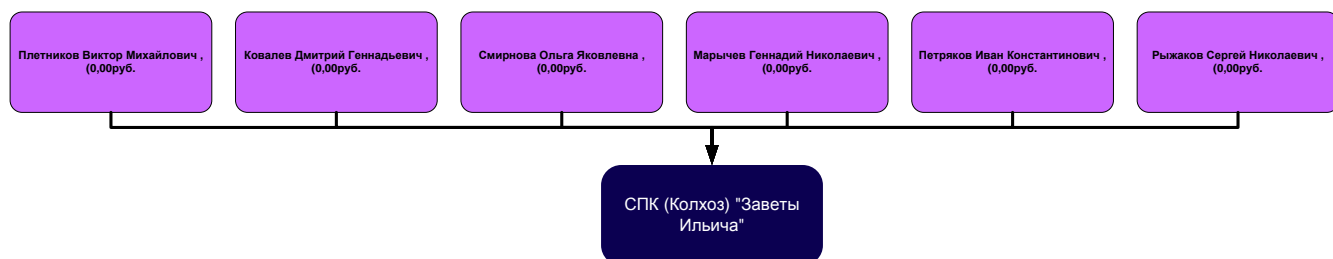 Плетников Виктор Михайлович ,
(0,00руб.
Ковалев Дмитрий Геннадьевич ,
(0,00руб.
Смирнова Ольга Яковлевна ,
(0,00руб.
Марычев Геннадий Николаевич ,
(0,00руб.
Петряков Иван Константинович ,
(0,00руб.
Рыжаков Сергей Николаевич ,
(0,00руб.
СПК (Колхоз) "Заветы
Ильича"